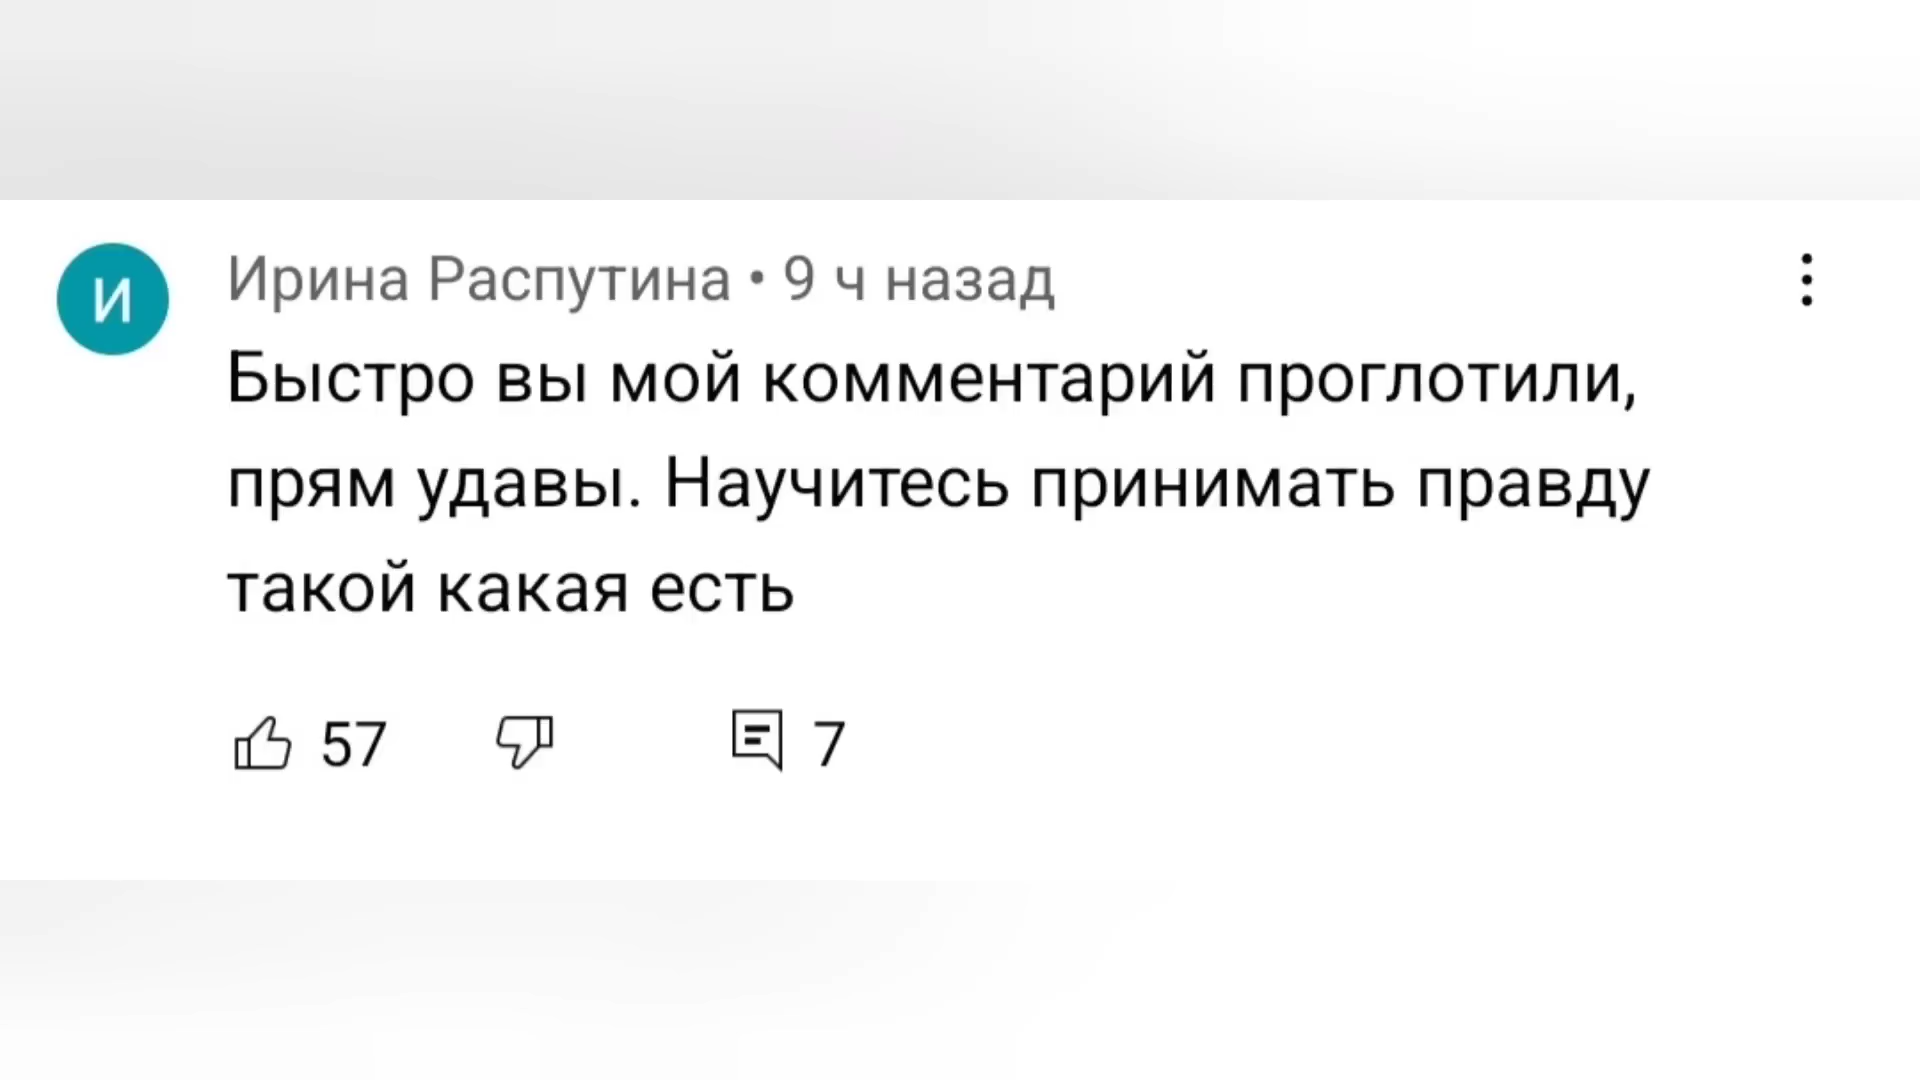 И
Ирина Распутина • 9 ч назад
Быстро вы мой комментарий проглотили,
прям удавы. Научитесь принимать правду
такой какая есть
57 7